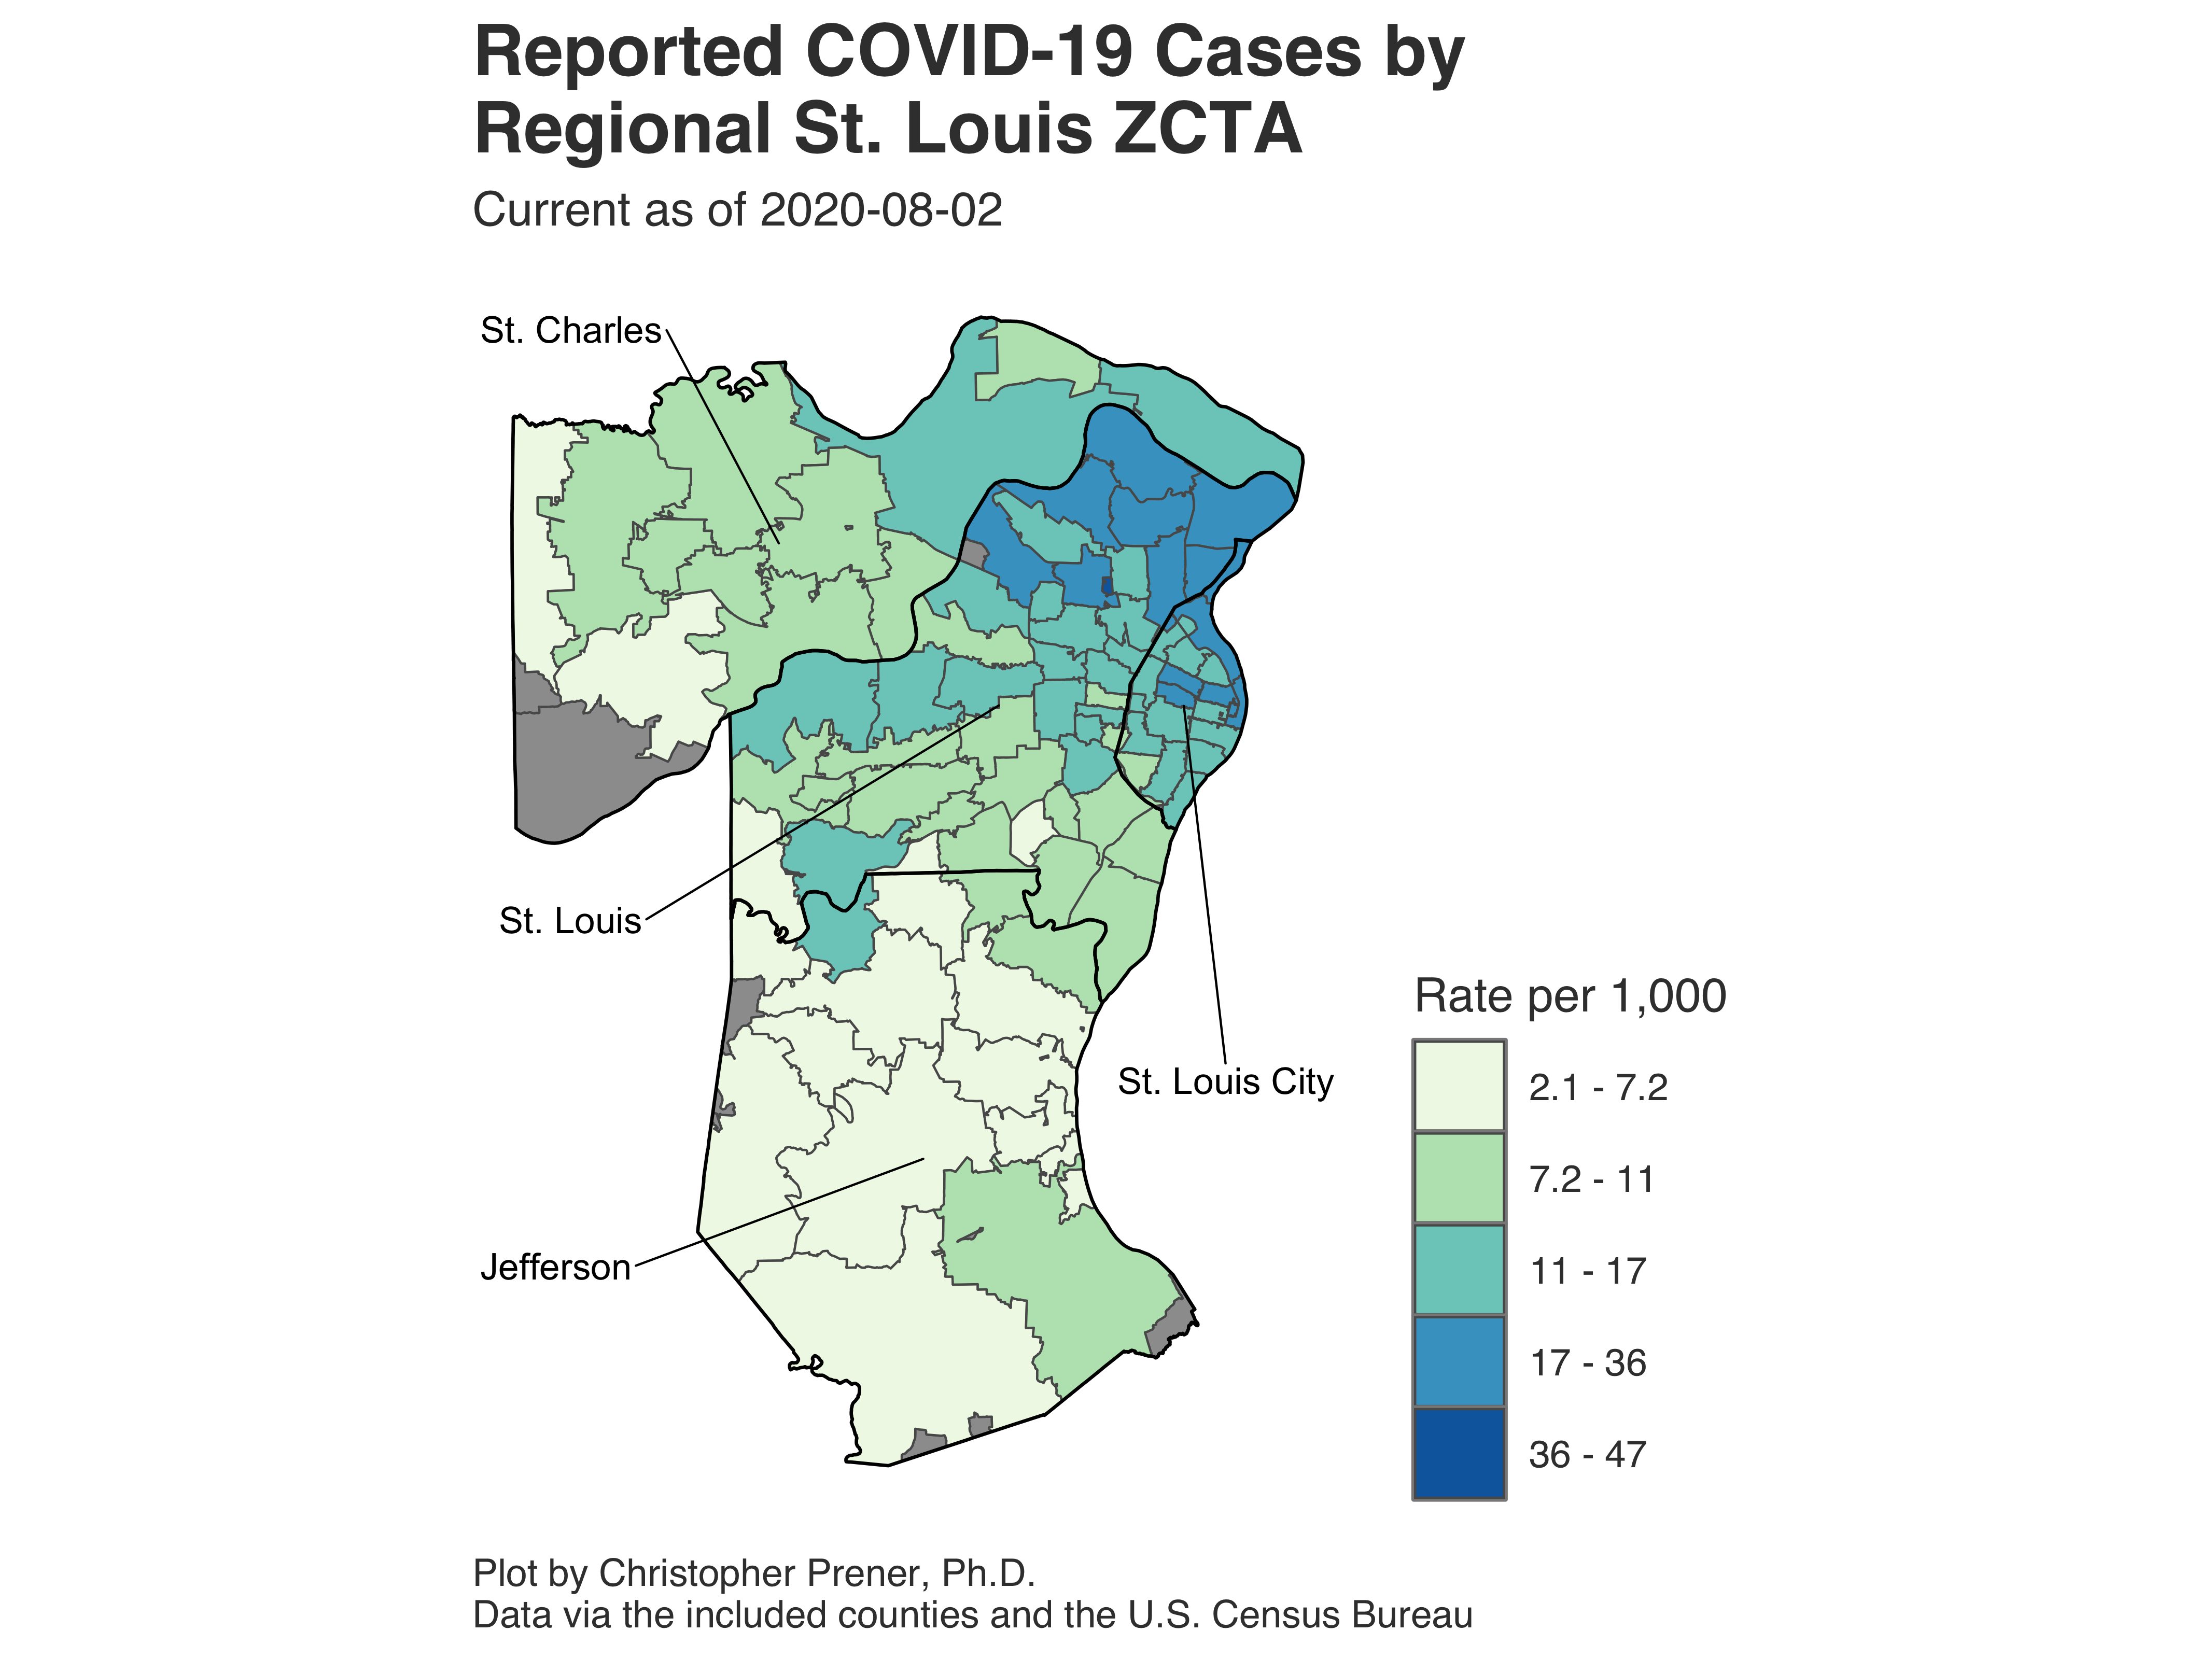 Reported COVID-19 Cases by
Regional St. Louis ZCTA
Current as of 2020-08-02
St. Charles
St. Louis
St. Louis City
Jefferson
Rate per 1,000
2.1 - 7.2
7.2 - 11
11 - 17
17 - 36
36 - 47
Plot by Christopher Prener, Ph.D.
Data via the included counties and the U.S. Census Bureau